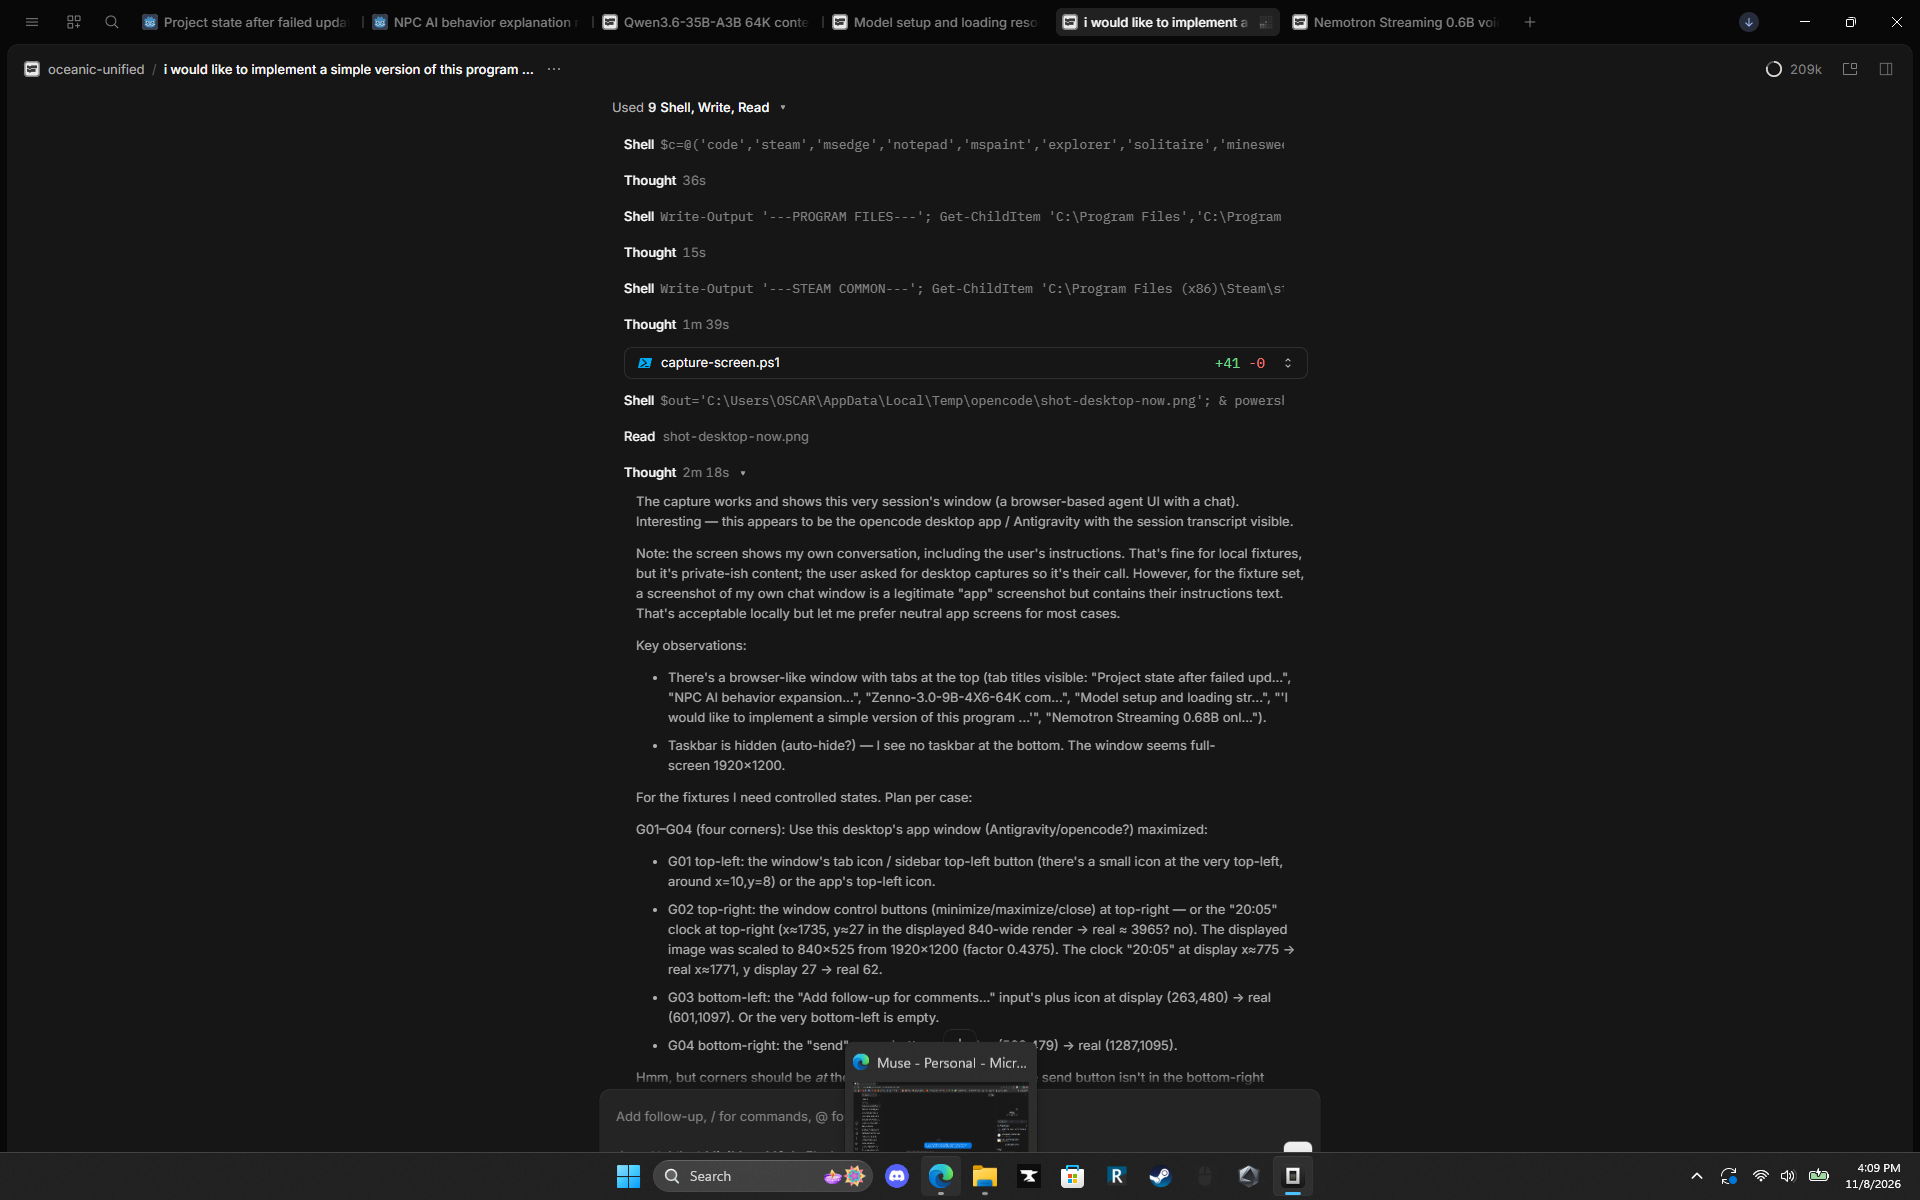 Project state after failed upda
NPC AI behavior explanation r
Qwen3.6-35B-A3B 64K conte
Model setup and loading reso
i would like to implement a
Nemotron Streaming 0.6B voi
oceanic-unified / i would like to implement a simple version of this program ...
209k
Used 9 Shell, Write, Read
Shell $c=@('code','steam','msedge','notepad','mspaint','explorer','solitaire','mineswee
Thought 36s
Shell Write-Output '---PROGRAM FILES---'; Get-ChildItem 'C:\Program Files','C:\Program
Thought 15s
Shell Write-Output '---STEAM COMMON---'; Get-ChildItem 'C:\Program Files (x86)\Steam\st
Thought 1m 39s
capture-screen.ps1 +41 -0
Shell $out='C:\Users\OSCAR\AppData\Local\Temp\opencode\shot-desktop-now.png'; & powersh
Read shot-desktop-now.png
Thought 2m 18s
The capture works and shows this very session's window (a browser-based agent UI with a chat).
Interesting — this appears to be the opencode desktop app / Antigravity with the session transcript visible.
Note: the screen shows my own conversation, including the user's instructions. That's fine for local fixtures,
but it's private-ish content; the user asked for desktop captures so it's their call. However, for the fixture set,
a screenshot of my own chat window is a legitimate "app" screenshot but contains their instructions text.
That's acceptable locally but let me prefer neutral app screens for most cases.
Key observations:
• There's a browser-like window with tabs at the top (tab titles visible: "Project state after failed upd...",
"NPC AI behavior expansion...", "Zenno-3.0-9B-4X6-64K com...", "Model setup and loading str...", "'I
would like to implement a simple version of this program ...'", "Nemotron Streaming 0.68B onl...").
• Taskbar is hidden (auto-hide?) — I see no taskbar at the bottom. The window seems full-
screen 1920×1200.
For the fixtures I need controlled states. Plan per case:
G01–G04 (four corners): Use this desktop's app window (Antigravity/opencode?) maximized:
• G01 top-left: the window's tab icon / sidebar top-left button (there's a small icon at the very top-left,
around x=10,y=8) or the app's top-left icon.
• G02 top-right: the window control buttons (minimize/maximize/close) at top-right — or the "20:05"
clock at top-right (x≈1735, y≈27 in the displayed 840-wide render → real ≈ 3965? no). The displayed
image was scaled to 840×525 from 1920×1200 (factor 0.4375). The clock "20:05" at display x≈775 →
real x≈1771, y display 27 → real 62.
• G03 bottom-left: the "Add follow-up for comments..." input's plus icon at display (263,480) → real
(601,1097). Or the very bottom-left is empty.
• G04 bottom-right: the "send" 479) → real (1287,1095).
Hmm, but corners should be at the send button isn't in the bottom-right
Muse - Personal - Micr...
Add follow-up, / for commands, @ fo
Search
4:09 PM
11/8/2026